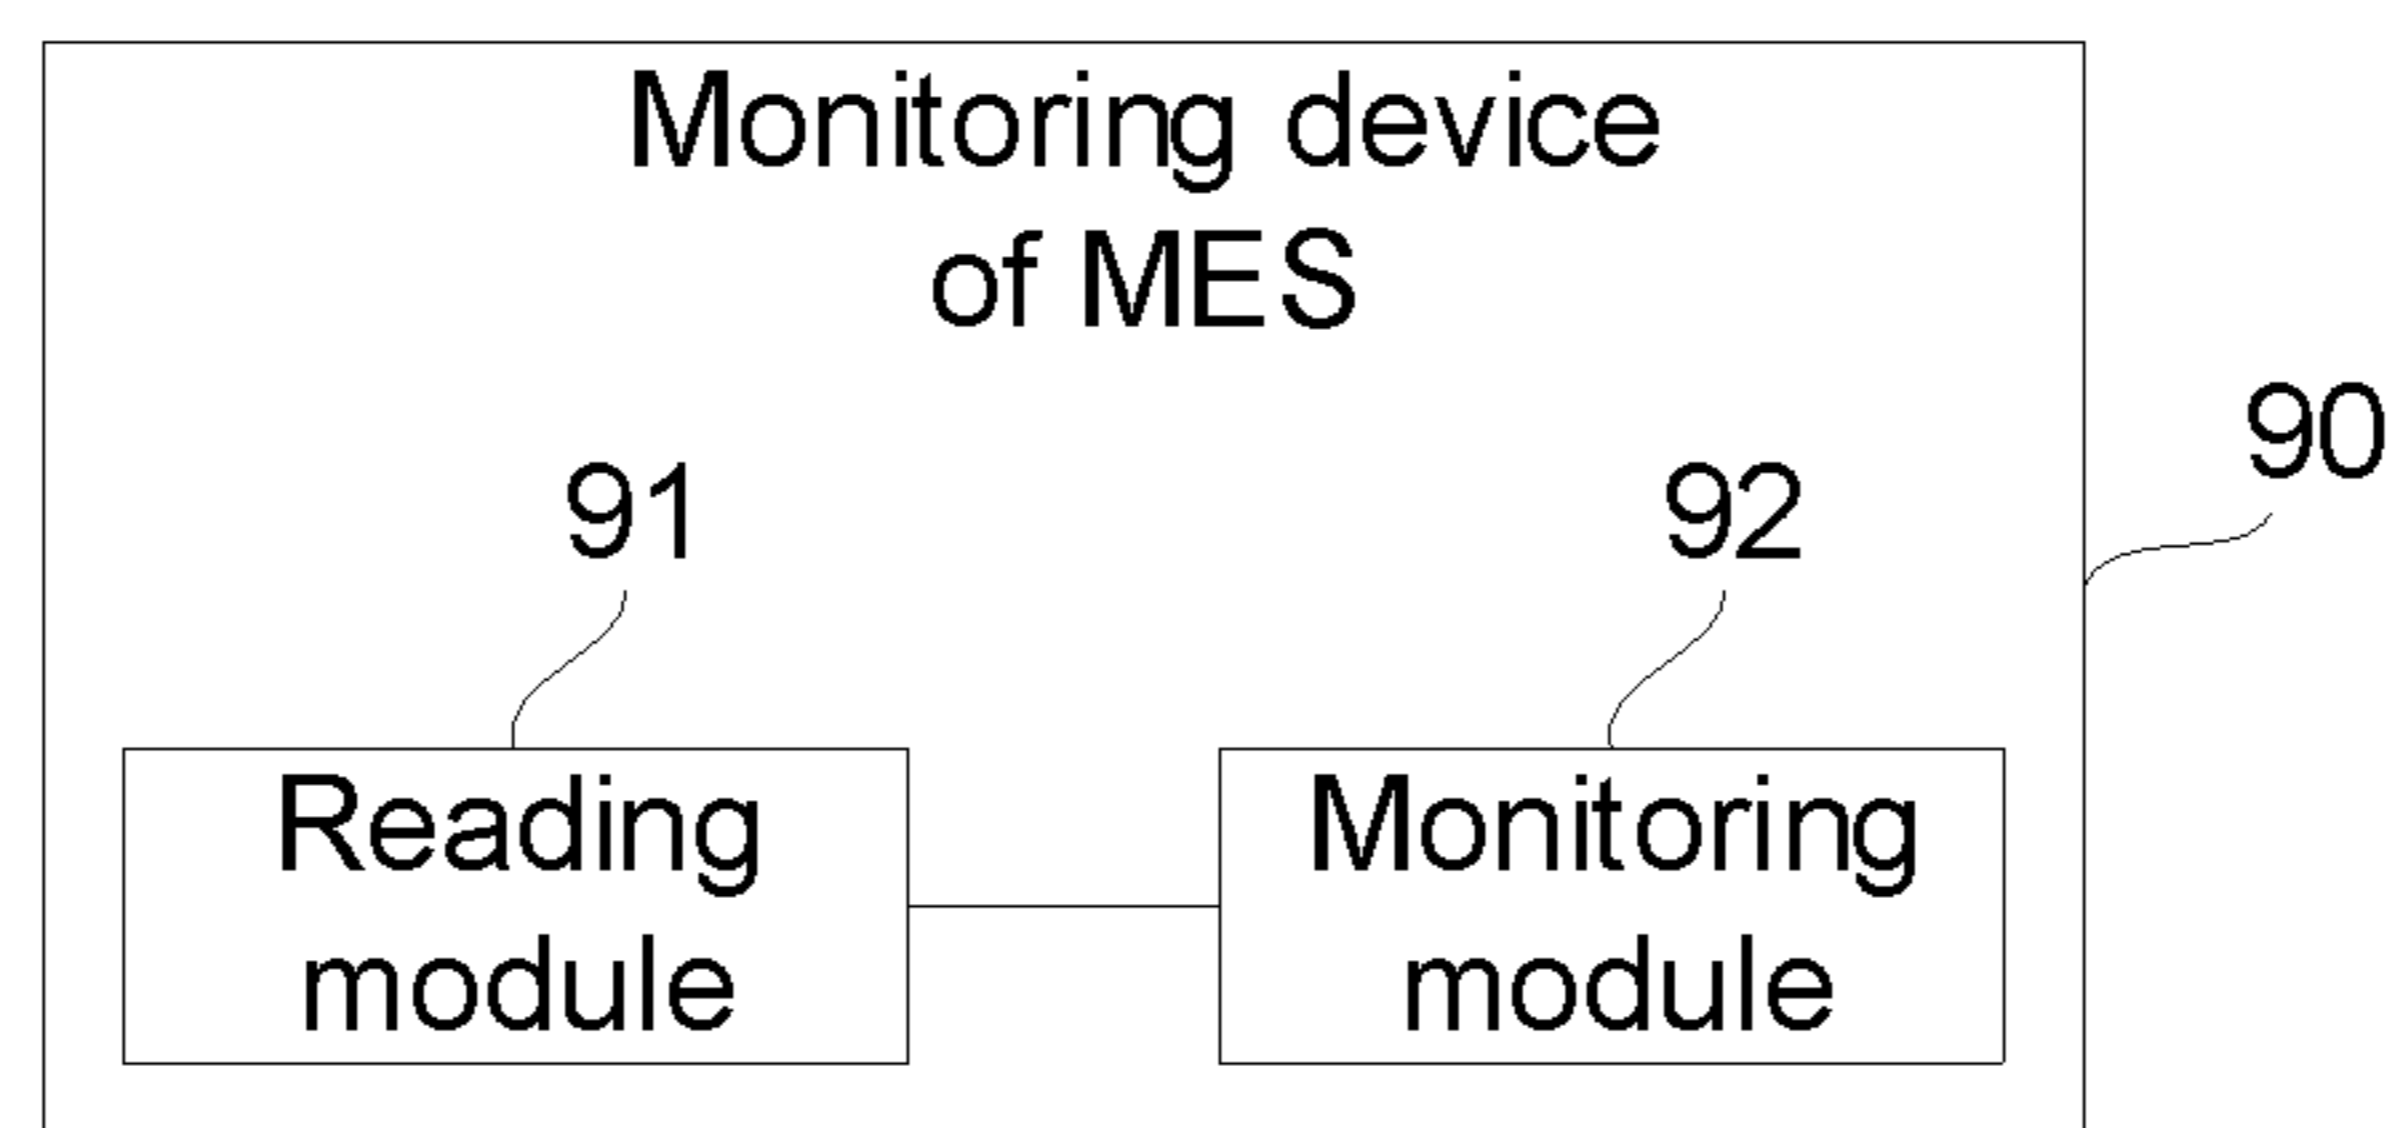 Monitoring device
of MES
90
91
92
Reading
module
Monitoring
module